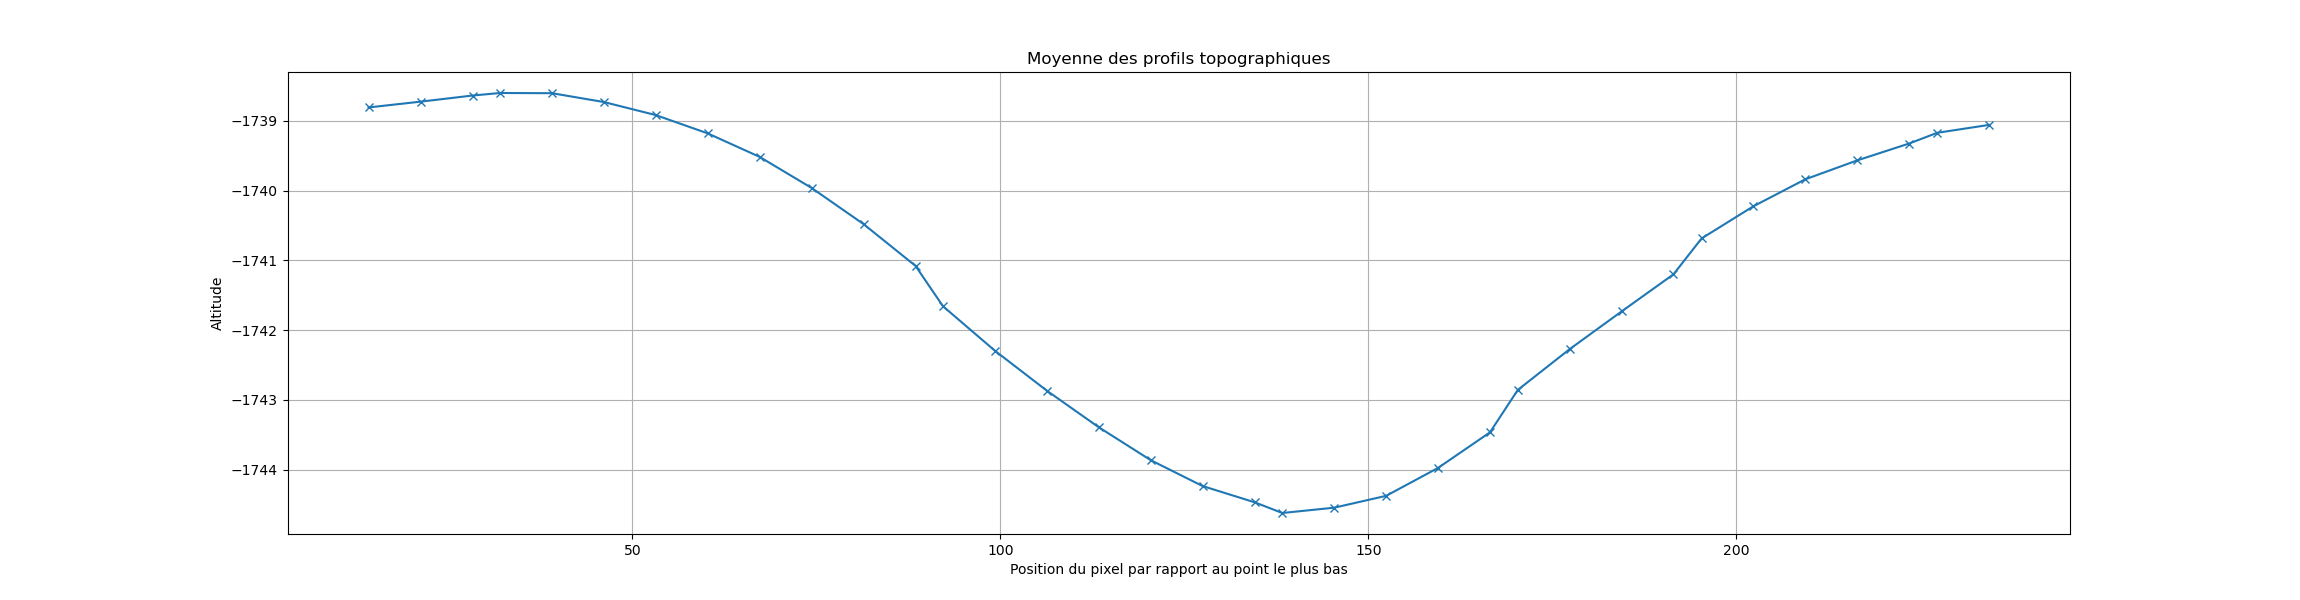 Moyenne des profils topographiques
−1739
−1740
−1741
−1742
−1743
−1744
Altitude
50 100 150 200
Position du pixel par rapport au point le plus bas